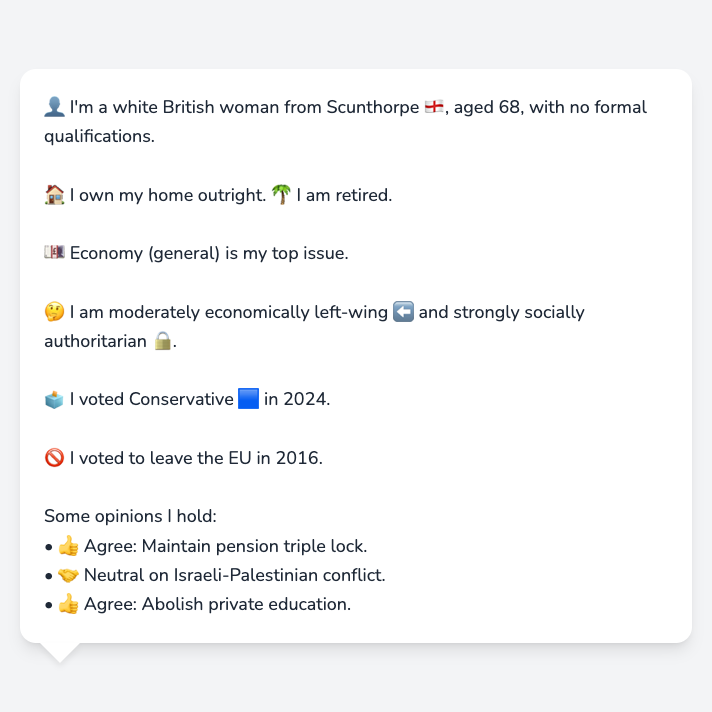 👤 I'm a white British woman from Scunthorpe 🏴󠁧󠁢󠁥󠁮󠁧󠁿, aged 68, with no formal
qualifications.
🏠 I own my home outright. 🌴 I am retired.
💷 Economy (general) is my top issue.
🤔 I am moderately economically left-wing ⬅️ and strongly socially
authoritarian 🔒.
🗳️ I voted Conservative 🟦 in 2024.
🚫 I voted to leave the EU in 2016.
Some opinions I hold:
• 👍 Agree: Maintain pension triple lock.
• 🤝 Neutral on Israeli-Palestinian conflict.
• 👍 Agree: Abolish private education.